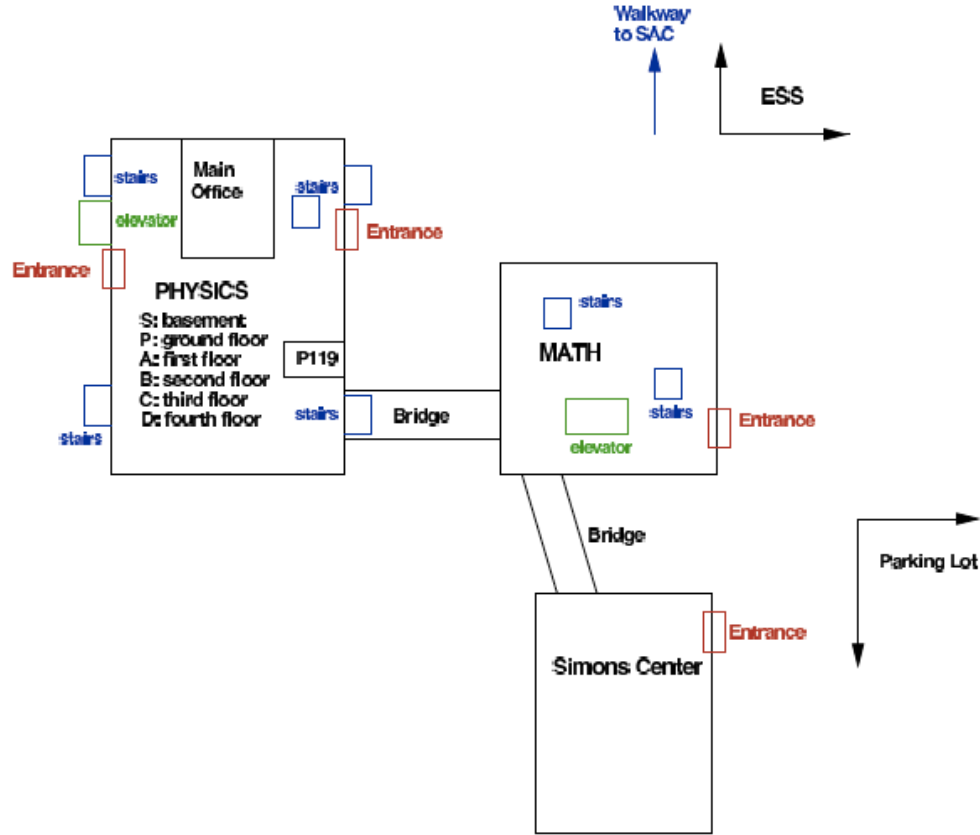 Walkway
to SAC
ESS
Main
Office
stairs
stairs
elevator
Entrance
Entrance
PHYSICS
S: basement
P: ground floor
A: first floor
B: second floor
C: third floor
D: fourth floor
P119
stairs
stairs
Bridge
stairs
MATH
stairs
elevator
Entrance
Bridge
Parking Lot
Entrance
Simons Center